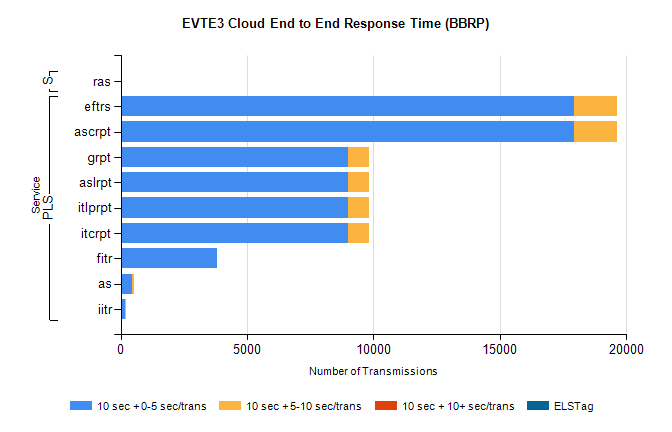 EVTE3 Cloud End to End Response Time (BBRP)
Service
S
PLS
ras
eftrs
ascrpt
grpt
aslrpt
itlprpt
itcrpt
fitr
as
iitr
0 5000 10000 15000 20000
Number of Transmissions
10 sec +0-5 sec/trans 10 sec +5-10 sec/trans 10 sec + 10+ sec/trans ELSTag